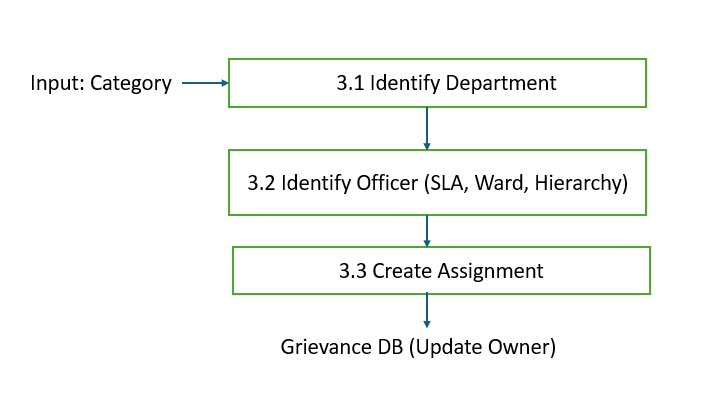 Input: Category
3.1 Identify Department
3.2 Identify Officer (SLA, Ward, Hierarchy)
3.3 Create Assignment
Grievance DB (Update Owner)